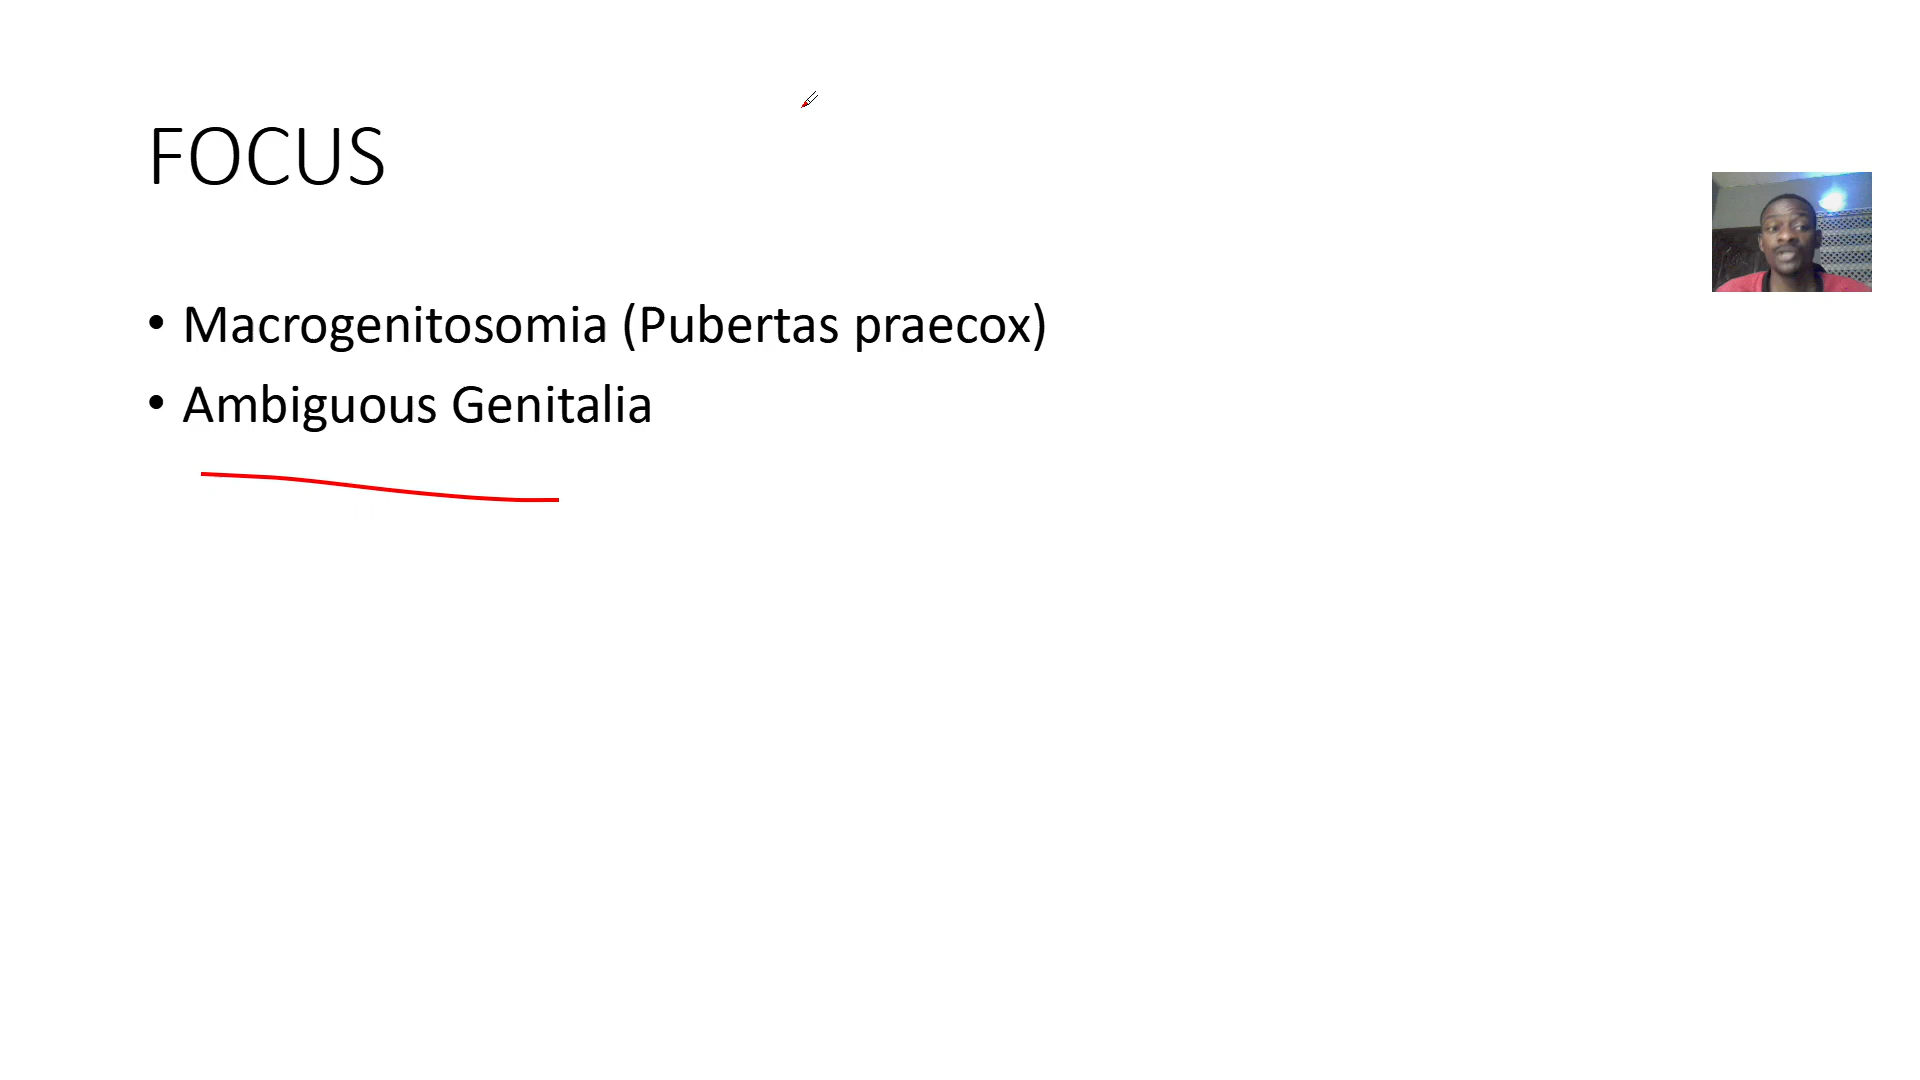 FOCUS
• Macrogenitosomia (Pubertas praecox)
• Ambiguous Genitalia